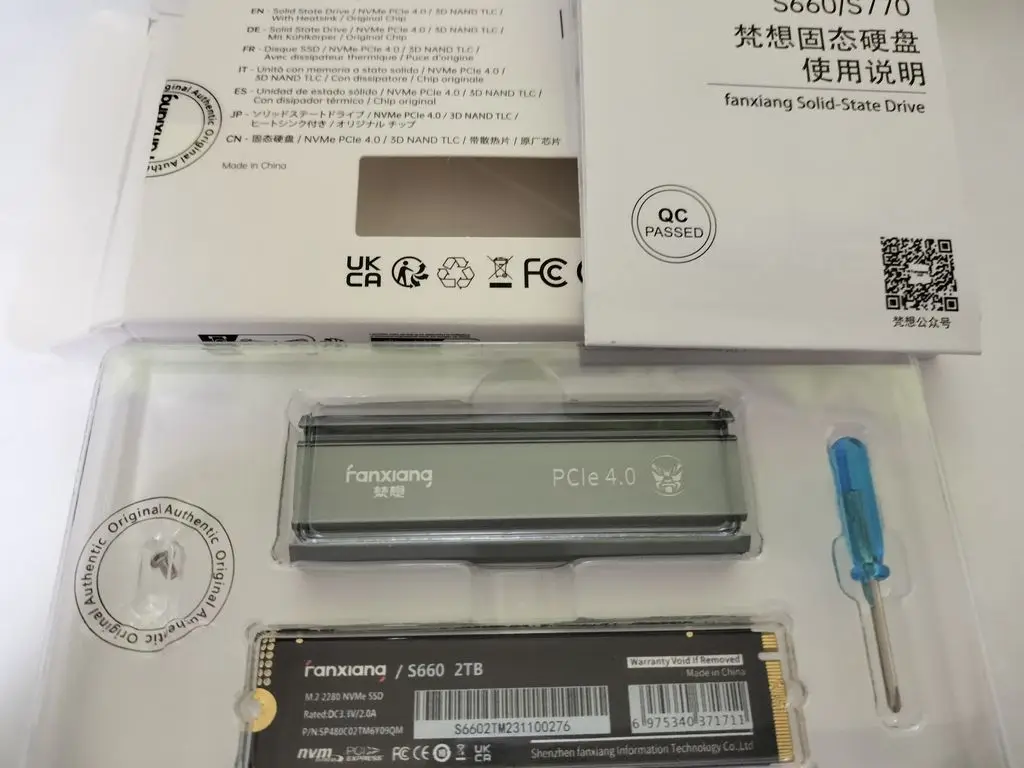 EN - Solid State Drive / NVMe PCIe 4.0 / 3D NAND TLC /
With Heatsink / Original Chip
DE - Solid State Drive / NVMe PCIe 4.0 / 3D NAND TLC /
Mit Kühlkörper / Original Chip
FR - Disque SSD / NVMe PCIe 4.0 / 3D NAND TLC /
Avec dissipateur thermique / Puce d'origine
IT - Unità con memoria a stato solido / NVMe PCIe 4.0 /
3D NAND TLC / Con dissipatore / Chip originale
ES - Unidad de estado sólido / NVMe PCIe 4.0 / 3D NAND TLC /
Con disipador térmico / Chip original
JP - ソリッドステートドライブ / NVMe PCIe 4.0 / 3D NAND TLC /
ヒートシンク付き / オリジナル チップ
CN - 固态硬盘 / NVMe PCIe 4.0 / 3D NAND TLC / 带散热片 / 原厂芯片
Made in China
Original Authentic
fanxiang
UK
CA
FC
S660/S770
梵想固态硬盘
使用说明
fanxiang Solid-State Drive
QC
PASSED
梵想公众号
fanxiang
梵想
PCIe 4.0
Original Authentic Original Authentic Original Authentic
fanxiang / S660 2TB
Warranty Void If Removed
Made in China
M.2 2280 NVMe SSD
Rated:DC3.3V/2.0A
P/N:SP480C02TM6Y09QM
S6602TM231100276
6 975340 371711
nvm EXPRESS
PCI EXPRESS
FC CE
UK
CA
Shenzhen fanxiang Information Technology Co.,Ltd